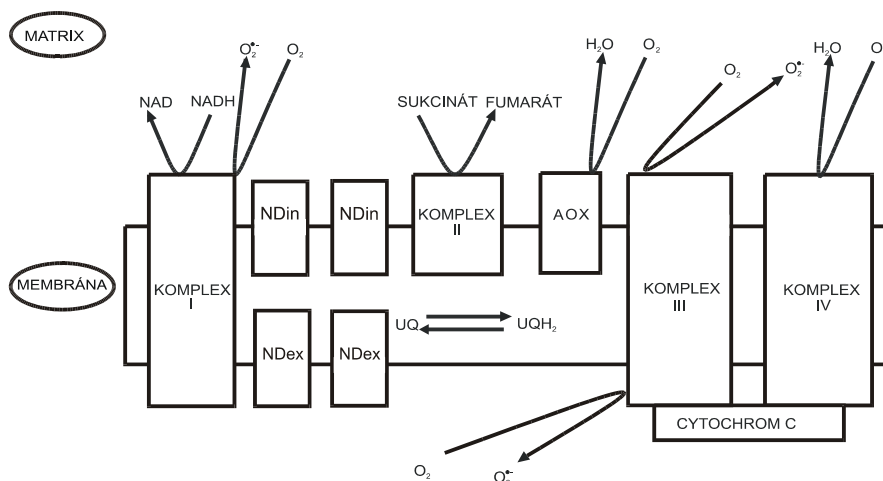 MATRIX
O₂•-
O₂
H₂O
O₂
O₂
O₂•-
H₂O
O
NAD
NADH
SUKCINÁT
FUMARÁT
NDin
NDin
KOMPLEX
II
AOX
MEMBRÁNA
KOMPLEX
I
KOMPLEX
III
KOMPLEX
IV
UQ
UQH₂
NDex
NDex
CYTOCHROM C
O₂
O₂•-